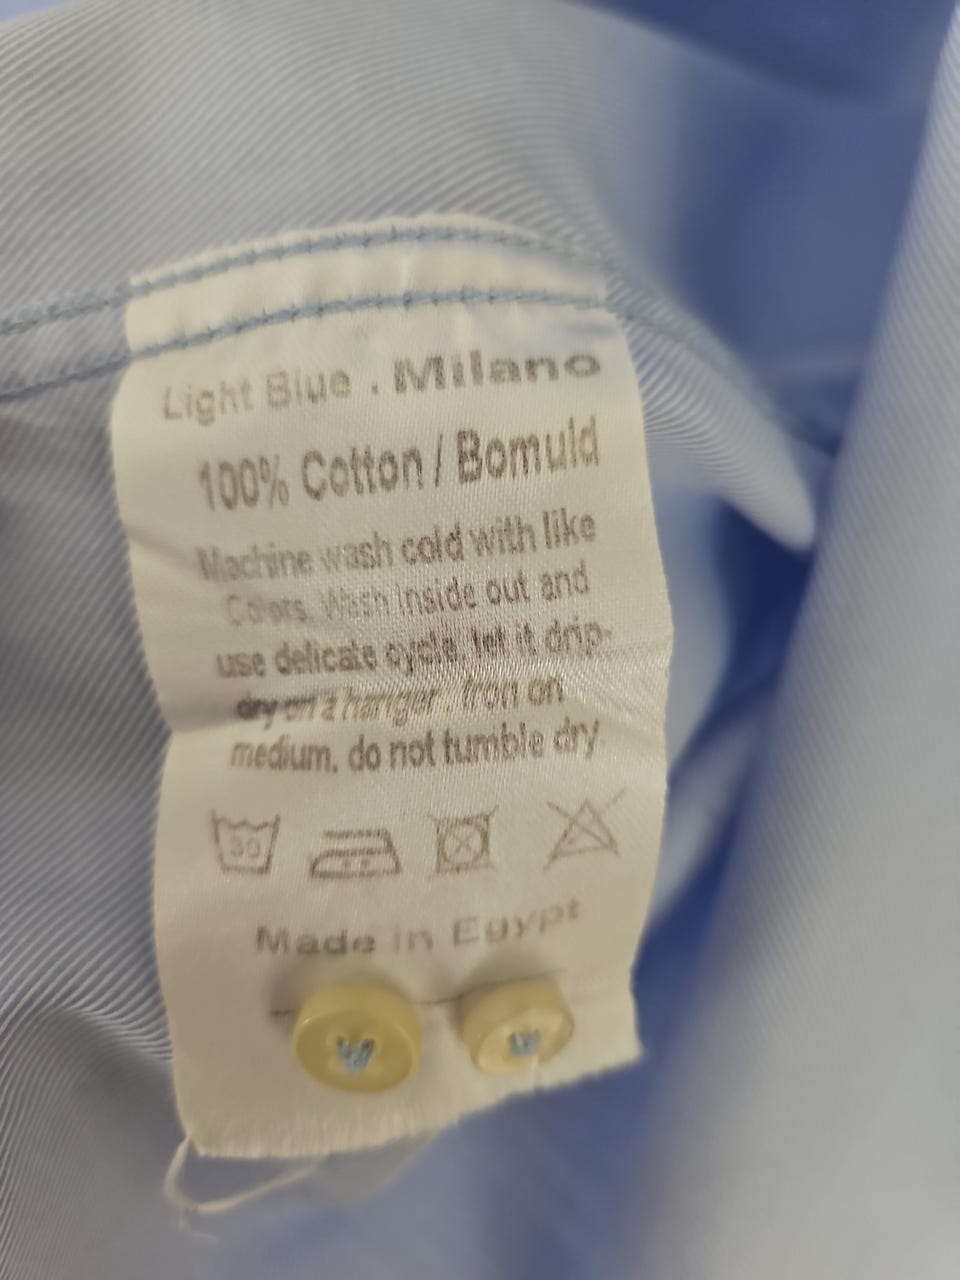 Light Blue . Milano
100% Cotton / Bomuld
Machine wash cold with like
Colors. Wash inside out and
use delicate cycle. let it drip-
dry on a hanger. Iron on
medium. do not tumble dry
30
Made in Egypt